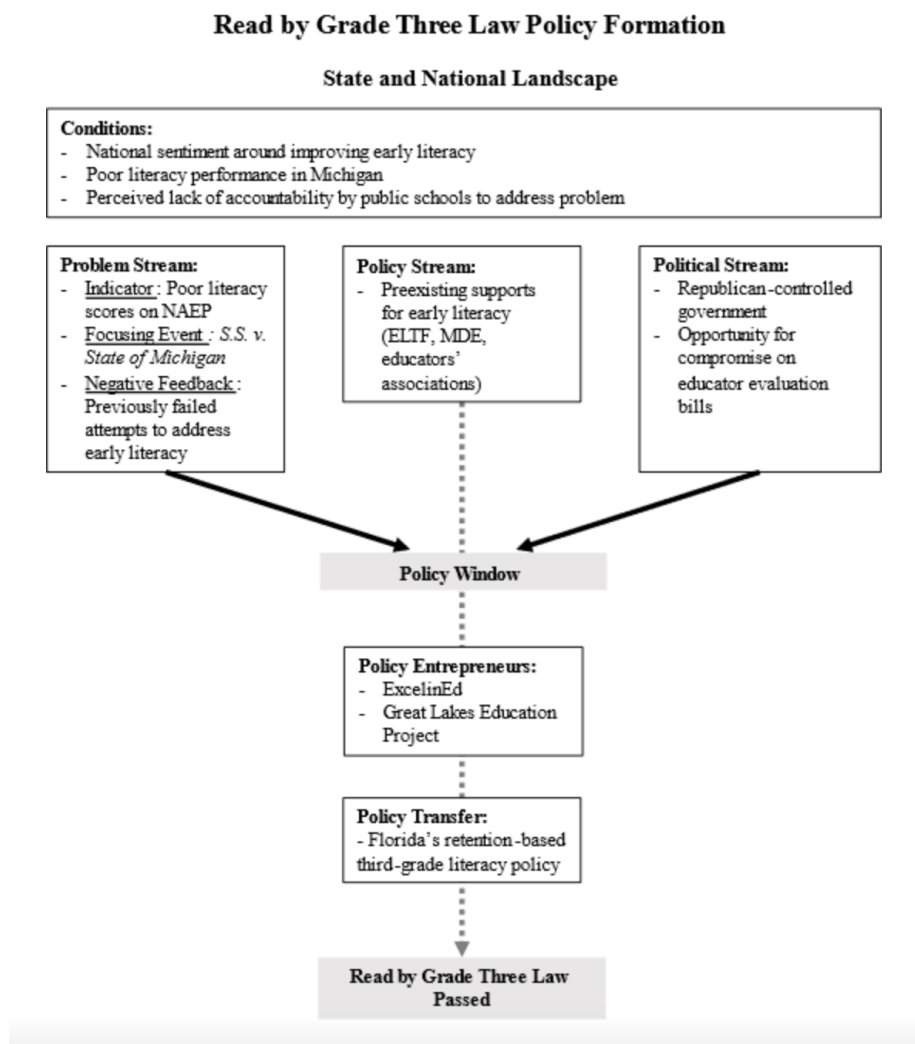 Read by Grade Three Law Policy Formation
State and National Landscape
Conditions:
- National sentiment around improving early literacy
- Poor literacy performance in Michigan
- Perceived lack of accountability by public schools to address problem
Problem Stream:
- Indicator: Poor literacy
scores on NAEP
- Focusing Event: S.S. v.
State of Michigan
- Negative Feedback:
Previously failed
attempts to address
early literacy
Policy Stream:
- Preexisting supports
for early literacy
(ELTF, MDE,
educators’
associations)
Political Stream:
- Republican-controlled
government
- Opportunity for
compromise on
educator evaluation
bills
Policy Window
Policy Entrepreneurs:
- ExcelinEd
- Great Lakes Education
Project
Policy Transfer:
- Florida’s retention-based
third-grade literacy policy
Read by Grade Three Law
Passed